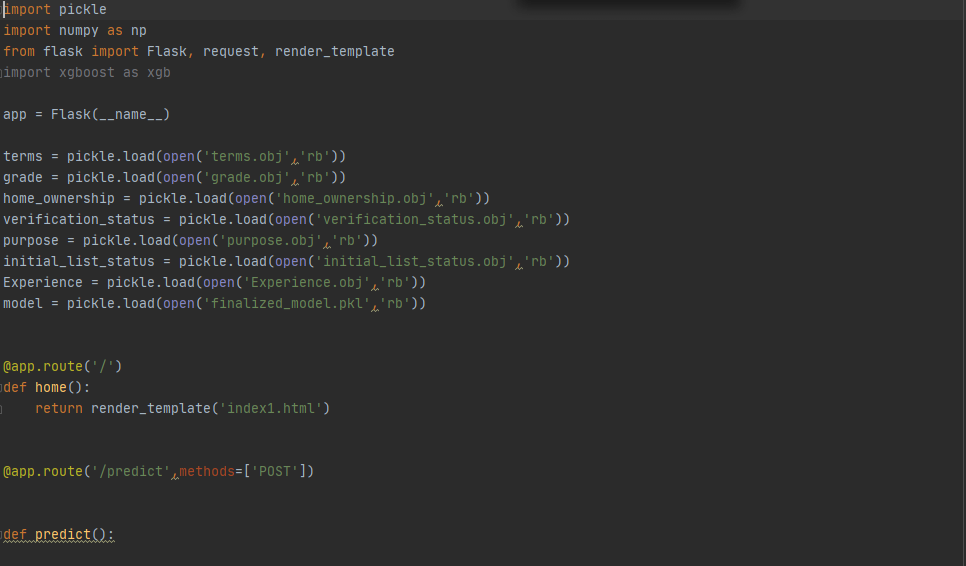 import pickle
import numpy as np
from flask import Flask, request, render_template
import xgboost as xgb
app = Flask(__name__)
terms = pickle.load(open('terms.obj','rb'))
grade = pickle.load(open('grade.obj','rb'))
home_ownership = pickle.load(open('home_ownership.obj','rb'))
verification_status = pickle.load(open('verification_status.obj','rb'))
purpose = pickle.load(open('purpose.obj','rb'))
initial_list_status = pickle.load(open('initial_list_status.obj','rb'))
Experience = pickle.load(open('Experience.obj','rb'))
model = pickle.load(open('finalized_model.pkl','rb'))
@app.route('/')
def home():
    return render_template('index1.html')
@app.route('/predict',methods=['POST'])
def predict():